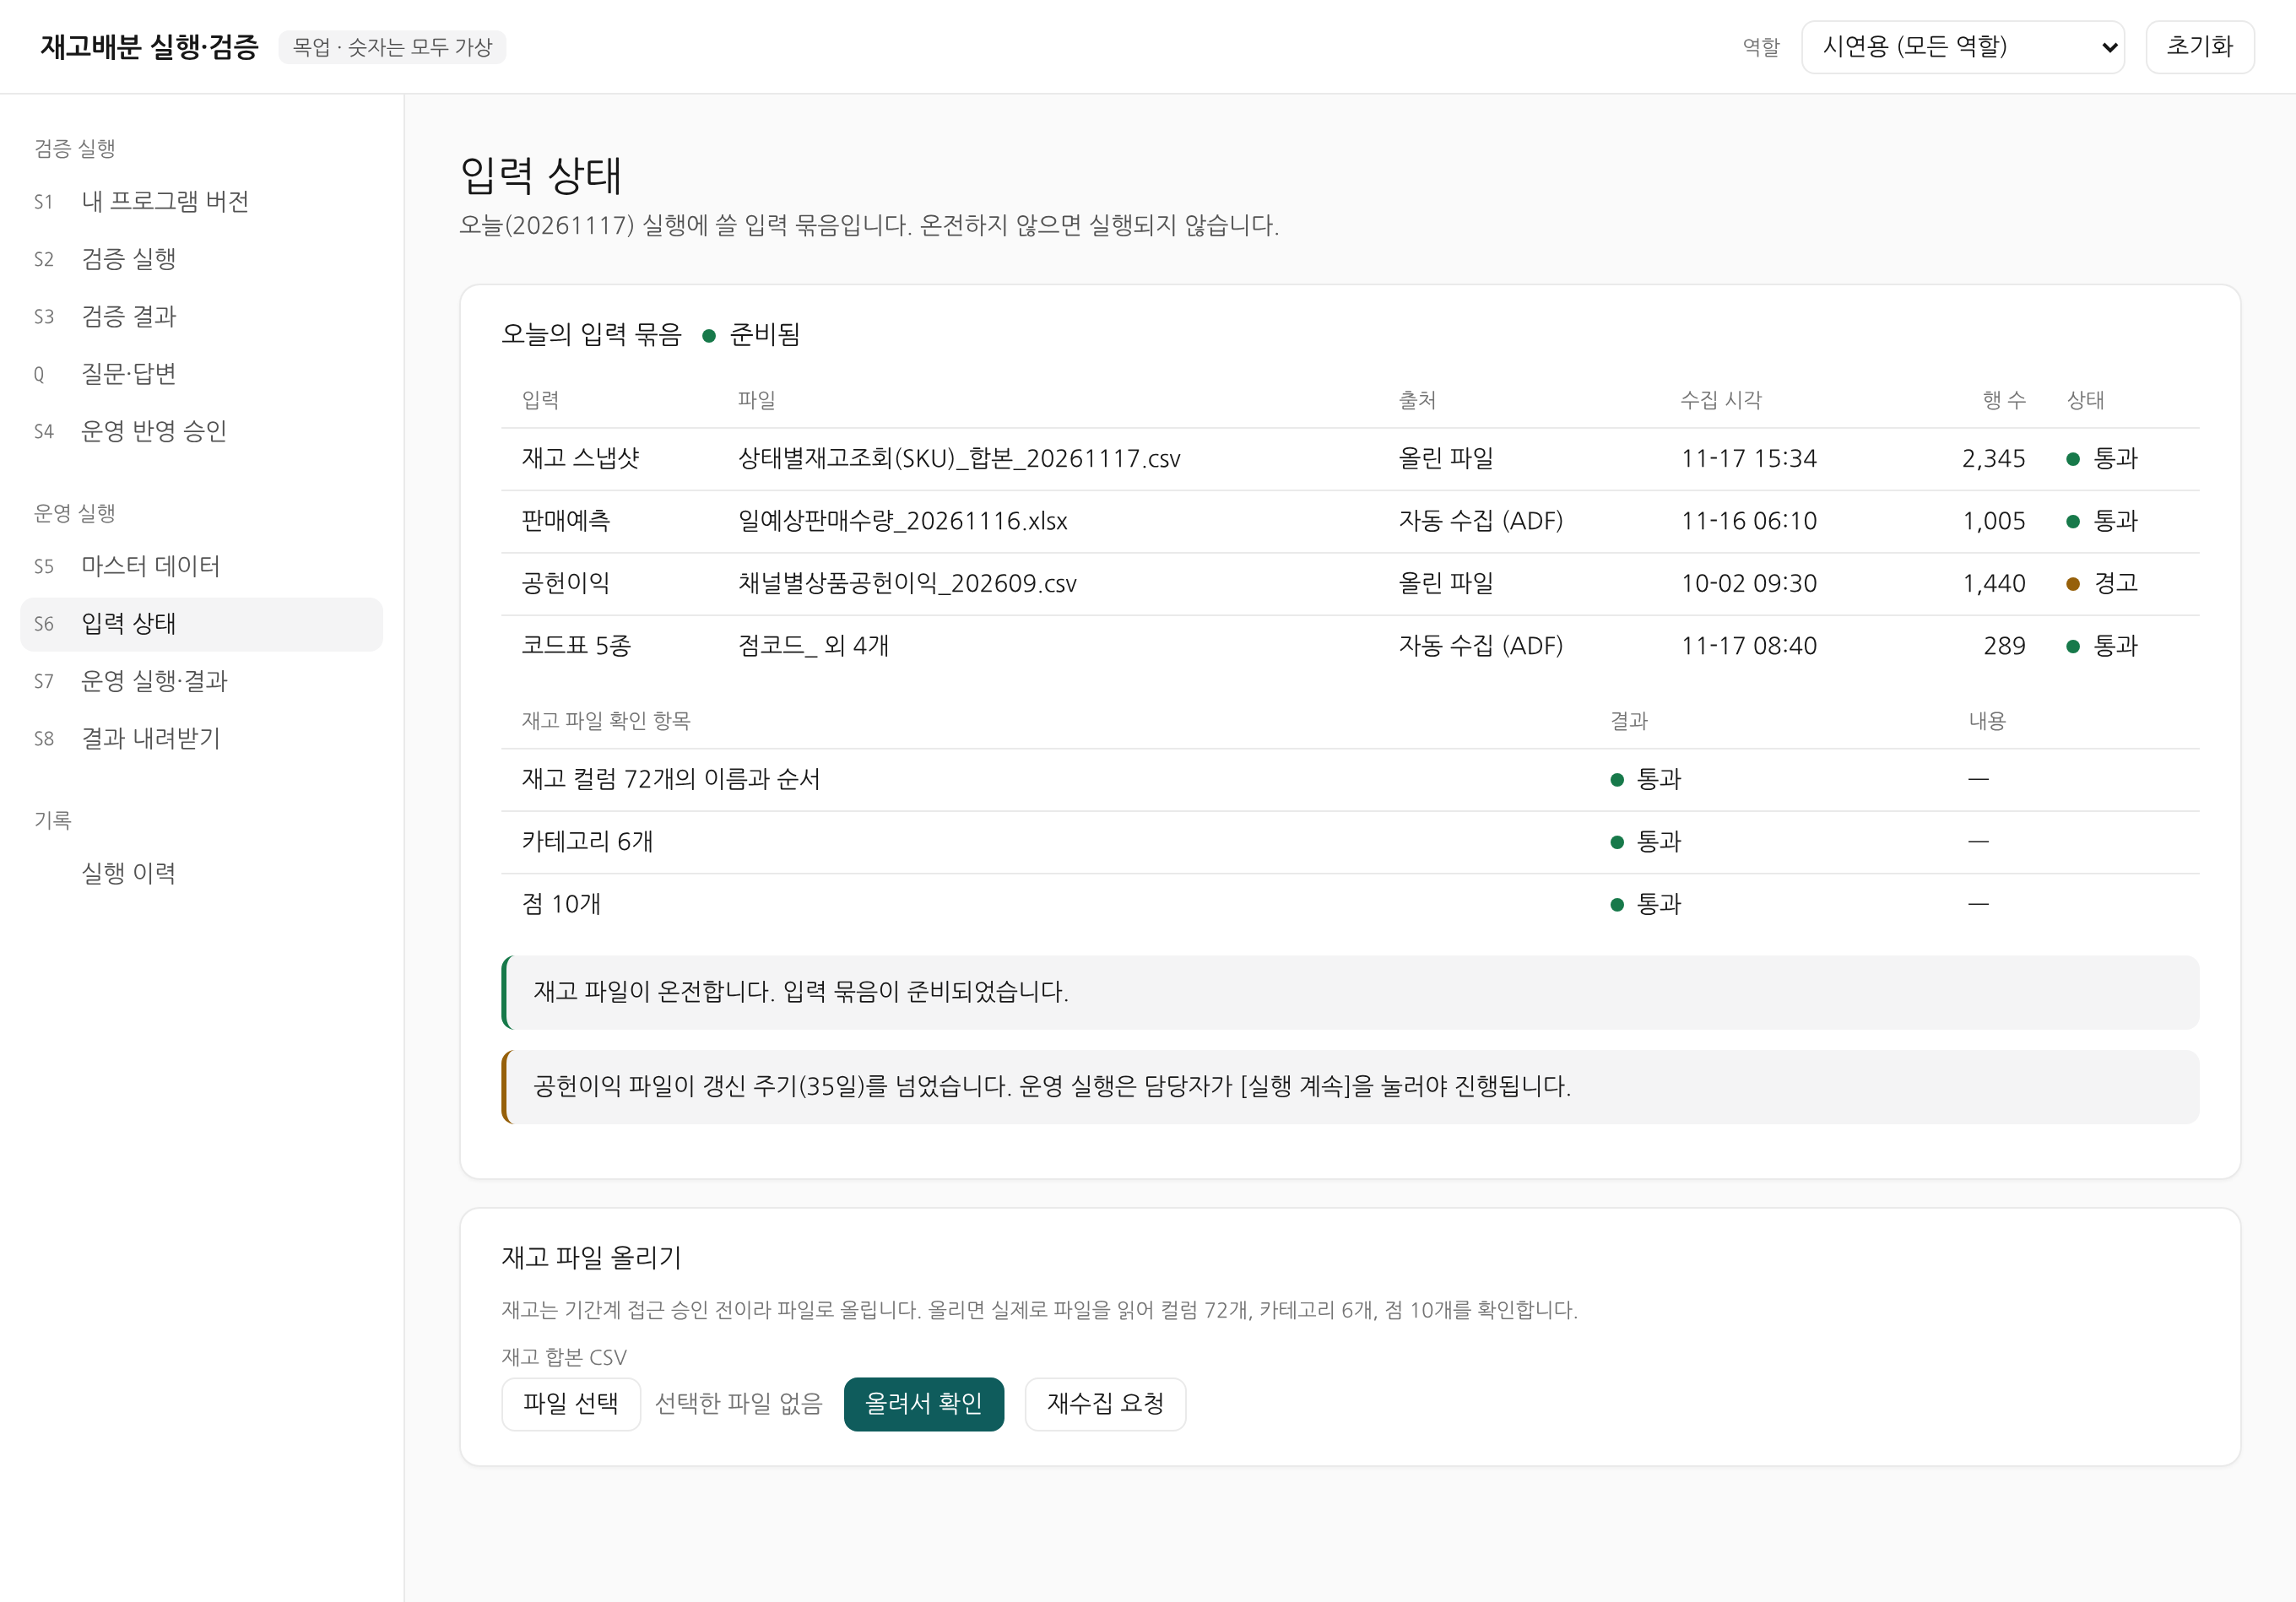 재고배분 실행·검증 목업 · 숫자는 모두 가상 역할 시연용 (모든 역할) 초기화
검증 실행
S1 내 프로그램 버전
S2 검증 실행
S3 검증 결과
Q 질문·답변
S4 운영 반영 승인
운영 실행
S5 마스터 데이터
S6 입력 상태
S7 운영 실행·결과
S8 결과 내려받기
기록
실행 이력
입력 상태
오늘(20261117) 실행에 쓸 입력 묶음입니다. 온전하지 않으면 실행되지 않습니다.
오늘의 입력 묶음 준비됨
입력 파일 출처 수집 시각 행 수 상태
재고 스냅샷 상태별재고조회(SKU)_합본_20261117.csv 올린 파일 11-17 15:34 2,345 통과
판매예측 일예상판매수량_20261116.xlsx 자동 수집 (ADF) 11-16 06:10 1,005 통과
공헌이익 채널별상품공헌이익_202609.csv 올린 파일 10-02 09:30 1,440 경고
코드표 5종 점코드_ 외 4개 자동 수집 (ADF) 11-17 08:40 289 통과
재고 파일 확인 항목 결과 내용
재고 컬럼 72개의 이름과 순서 통과 —
카테고리 6개 통과 —
점 10개 통과 —
재고 파일이 온전합니다. 입력 묶음이 준비되었습니다.
공헌이익 파일이 갱신 주기(35일)를 넘었습니다. 운영 실행은 담당자가 [실행 계속]을 눌러야 진행됩니다.
재고 파일 올리기
재고는 기간계 접근 승인 전이라 파일로 올립니다. 올리면 실제로 파일을 읽어 컬럼 72개, 카테고리 6개, 점 10개를 확인합니다.
재고 합본 CSV
파일 선택 선택한 파일 없음 올려서 확인 재수집 요청